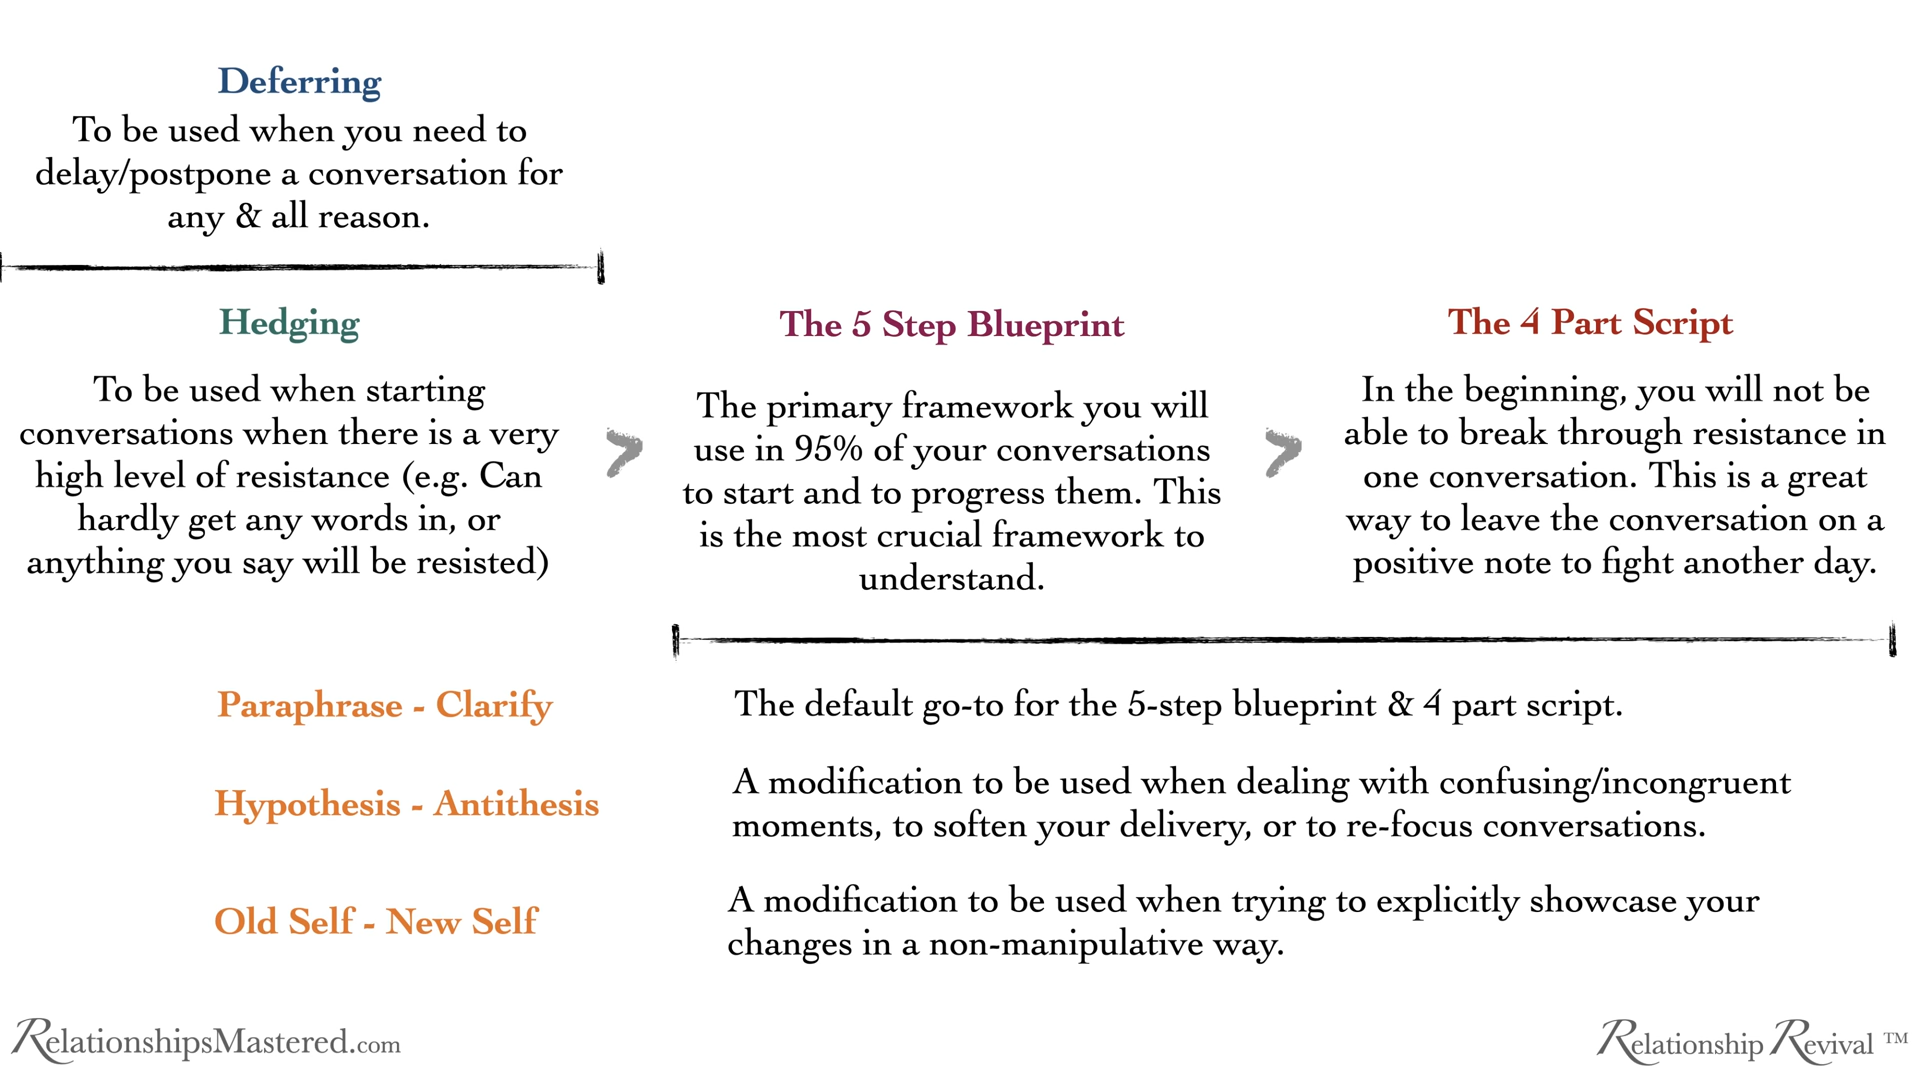 Deferring
To be used when you need to
delay/postpone a conversation for
any & all reason.
Hedging
To be used when starting
conversations when there is a very
high level of resistance (e.g. Can
hardly get any words in, or
anything you say will be resisted)
>
The 5 Step Blueprint
The primary framework you will
use in 95% of your conversations
to start and to progress them. This
is the most crucial framework to
understand.
>
The 4 Part Script
In the beginning, you will not be
able to break through resistance in
one conversation. This is a great
way to leave the conversation on a
positive note to fight another day.
Paraphrase - Clarify
The default go-to for the 5-step blueprint & 4 part script.
Hypothesis - Antithesis
A modification to be used when dealing with confusing/incongruent
moments, to soften your delivery, or to re-focus conversations.
Old Self - New Self
A modification to be used when trying to explicitly showcase your
changes in a non-manipulative way.
RelationshipsMastered.com
Relationship Revival ™